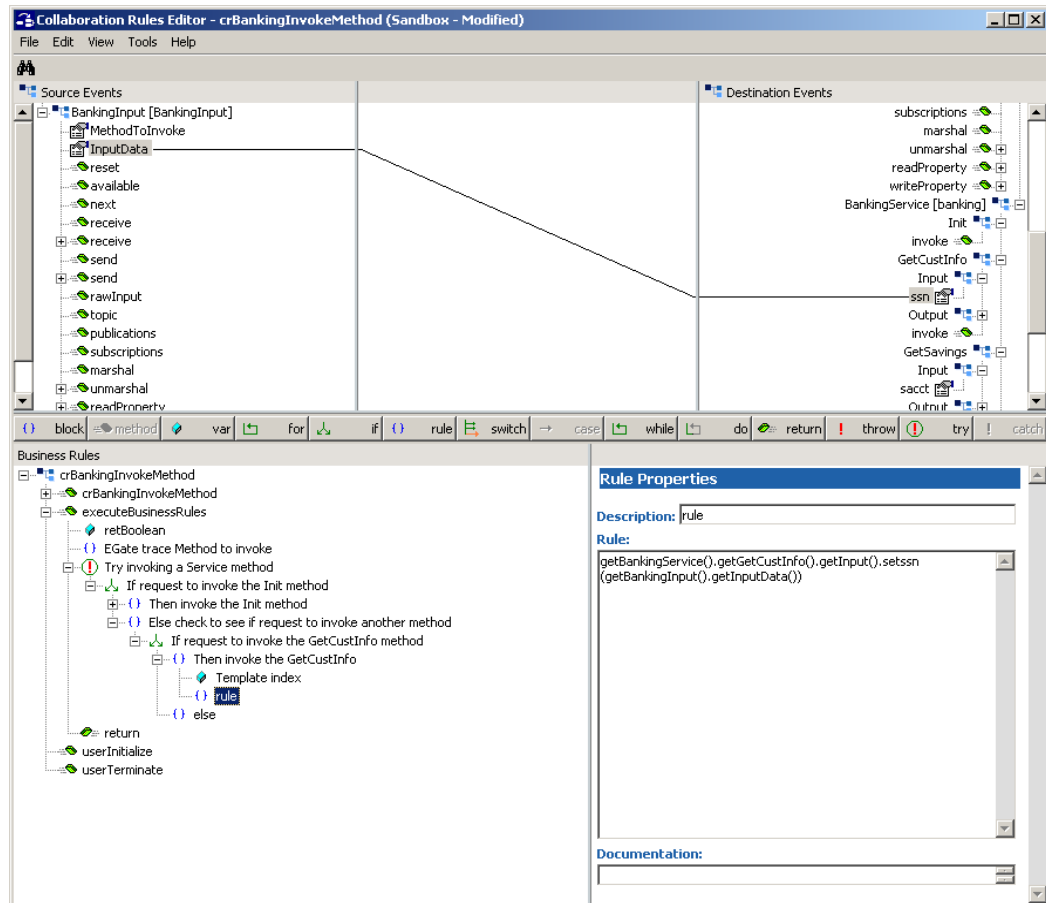 Collaboration Rules Editor - crBankingInvokeMethod (Sandbox - Modified)
File Edit View Tools Help
Source Events
BankingInput [BankingInput]
MethodToInvoke
InputData
reset
available
next
receive
receive
send
send
rawInput
topic
publications
subscriptions
marshal
unmarshal
readProperty
Destination Events
subscriptions
marshal
unmarshal
readProperty
writeProperty
BankingService [banking]
Init
invoke
GetCustInfo
Input
ssn
Output
invoke
GetSavings
Input
sacct
Output
{} block method var for if {} rule switch case while do return ! throw try ! catch
Business Rules
crBankingInvokeMethod
crBankingInvokeMethod
executeBusinessRules
retBoolean
{} EGate trace Method to invoke
Try invoking a Service method
If request to invoke the Init method
{} Then invoke the Init method
{} Else check to see if request to invoke another method
If request to invoke the GetCustInfo method
{} Then invoke the GetCustInfo
Template index
{} rule
{} else
return
userInitialize
userTerminate
Rule Properties
Description: rule
Rule:
getBankingService().getGetCustInfo().getInput().setssn
(getBankingInput().getInputData())
Documentation: